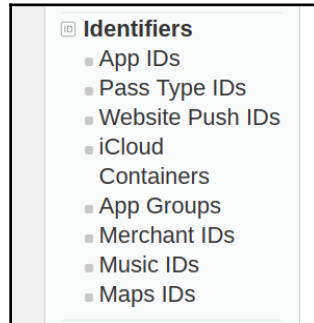 ID Identifiers
App IDs
Pass Type IDs
Website Push IDs
iCloud
Containers
App Groups
Merchant IDs
Music IDs
Maps IDs